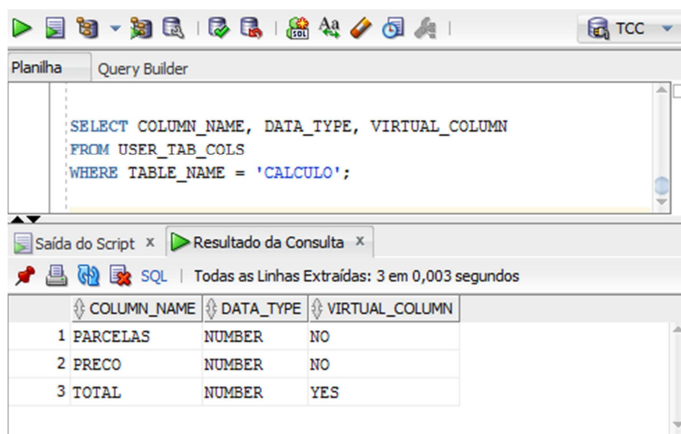 SQL
Aa
TCC
Planilha Query Builder
SELECT COLUMN_NAME, DATA_TYPE, VIRTUAL_COLUMN
FROM USER_TAB_COLS
WHERE TABLE_NAME = 'CALCULO';
Saída do Script x Resultado da Consulta x
SQL | Todas as Linhas Extraídas: 3 em 0,003 segundos
COLUMN_NAME DATA_TYPE VIRTUAL_COLUMN
1 PARCELAS NUMBER NO
2 PRECO NUMBER NO
3 TOTAL NUMBER YES